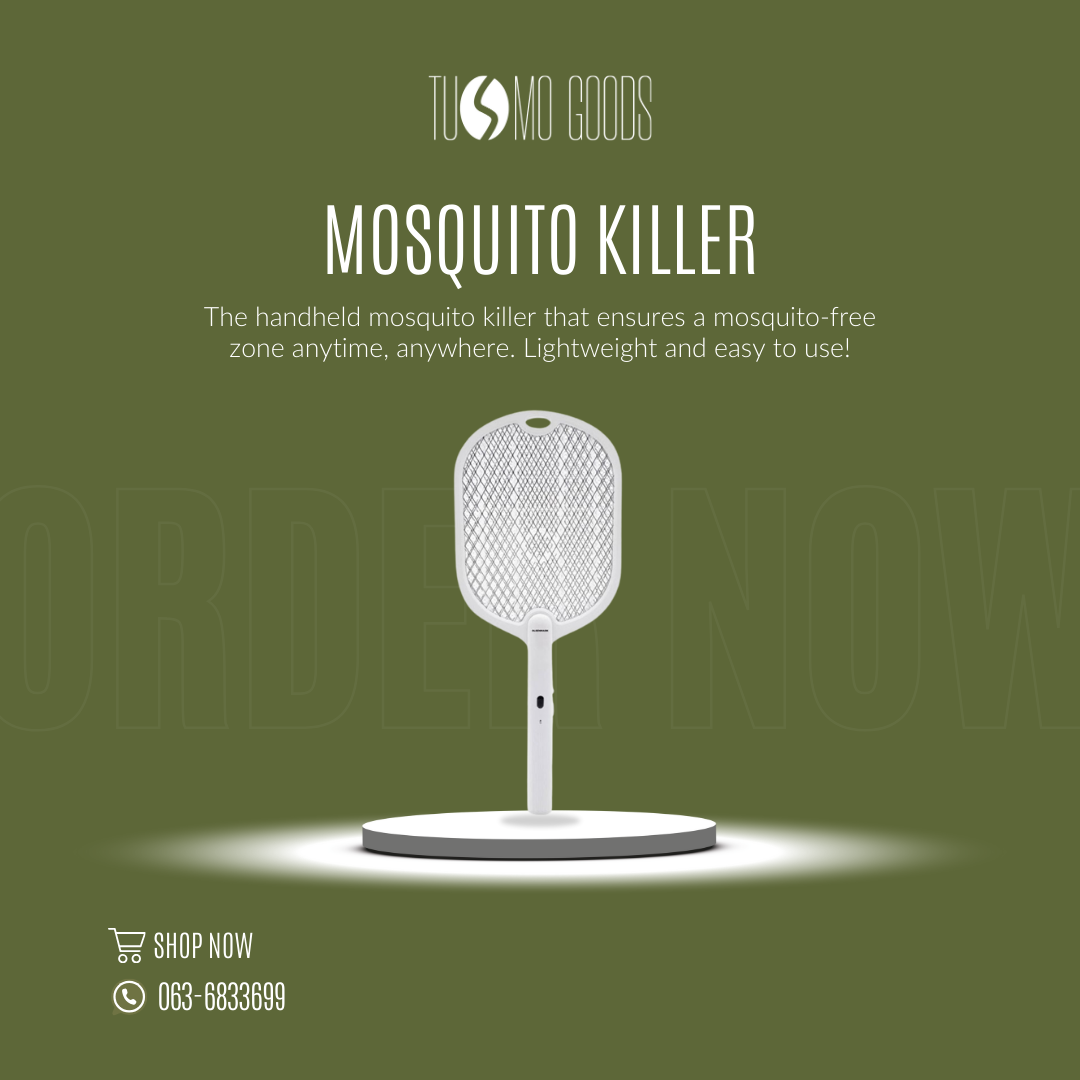 TUSMO GOODS
MOSQUITO KILLER
The handheld mosquito killer that ensures a mosquito-free
zone anytime, anywhere. Lightweight and easy to use!
ORDER NOW
SHOP NOW
063-6833699